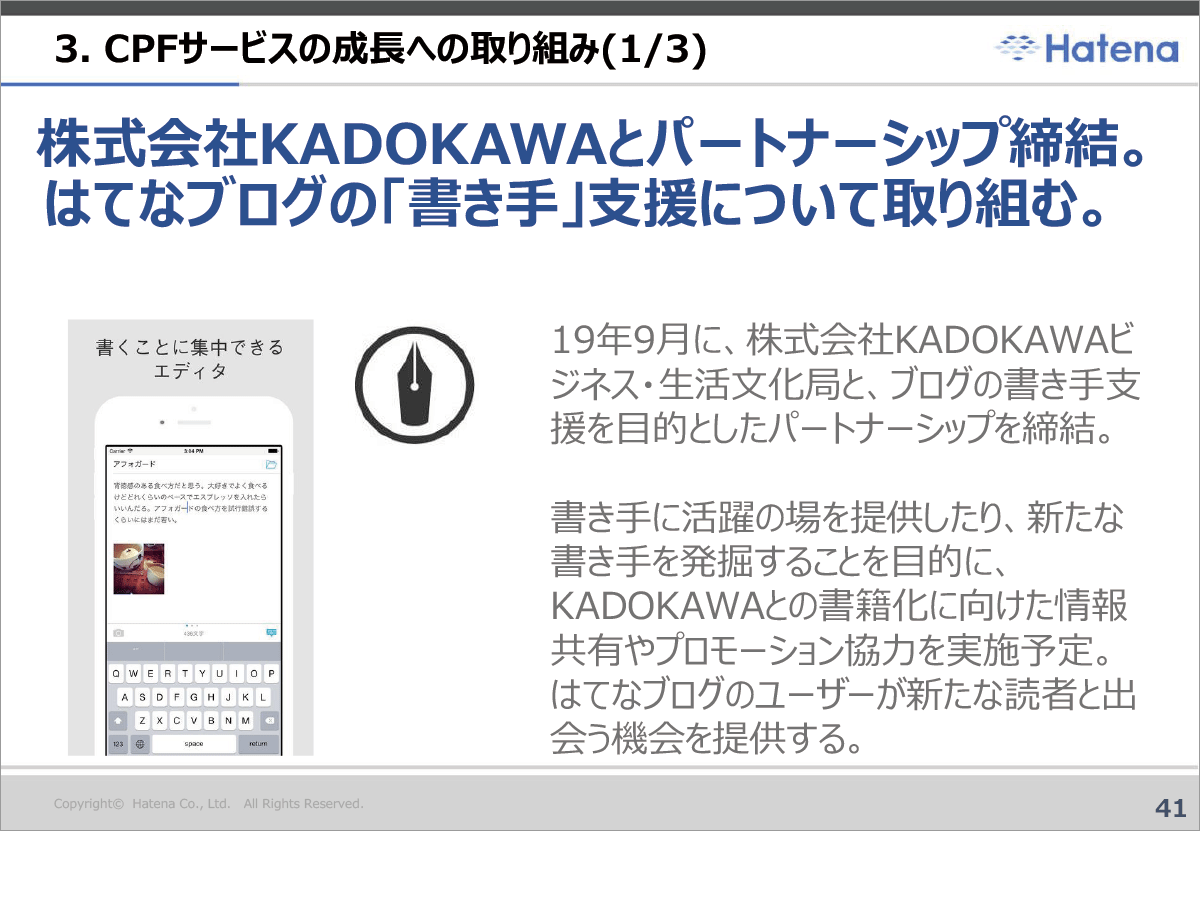 3. CPFサービスの成長への取り組み(1/3)
Hatena
株式会社KADOKAWAとパートナーシップ締結。
はてなブログの「書き手」支援について取り組む。
書くことに集中できる
エディタ
Carrier 5:14 PM
アフォガード
背徳感のある食べ方だと思う。大好きでよく食べる
けどどれくらいのペースでエスプレッソを入れたら
いいんだろ。アフォガードの食べ方を試行錯誤する
くらいにはまだ若い。
436文字
Q W E R T Y U I O P
A S D F G H J K L
Z X C V B N M
123 space return
19年9月に、株式会社KADOKAWAビ
ジネス・生活文化局と、ブログの書き手支
援を目的としたパートナーシップを締結。
書き手に活躍の場を提供したり、新たな
書き手を発掘することを目的に、
KADOKAWAとの書籍化に向けた情報
共有やプロモーション協力を実施予定。
はてなブログのユーザーが新たな読者と出
会う機会を提供する。
Copyright© Hatena Co., Ltd. All Rights Reserved.
41